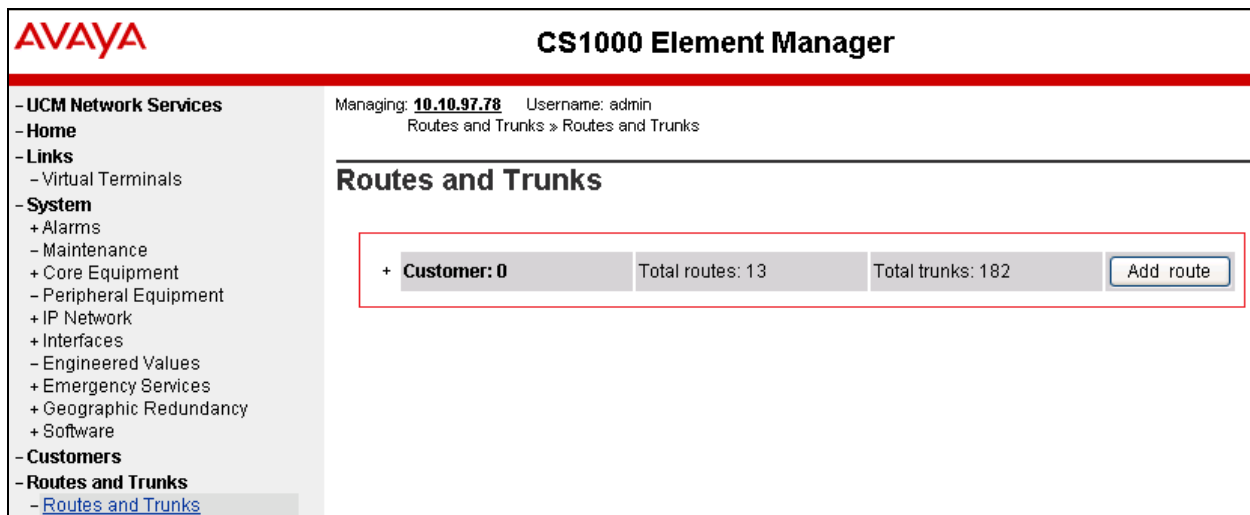 AVAYA
CS1000 Element Manager
- UCM Network Services
- Home
- Links
- Virtual Terminals
- System
+ Alarms
- Maintenance
+ Core Equipment
- Peripheral Equipment
+ IP Network
+ Interfaces
- Engineered Values
+ Emergency Services
+ Geographic Redundancy
+ Software
- Customers
- Routes and Trunks
- Routes and Trunks
Managing: 10.10.97.78 Username: admin
Routes and Trunks » Routes and Trunks
Routes and Trunks
+ Customer: 0 Total routes: 13 Total trunks: 182 Add route